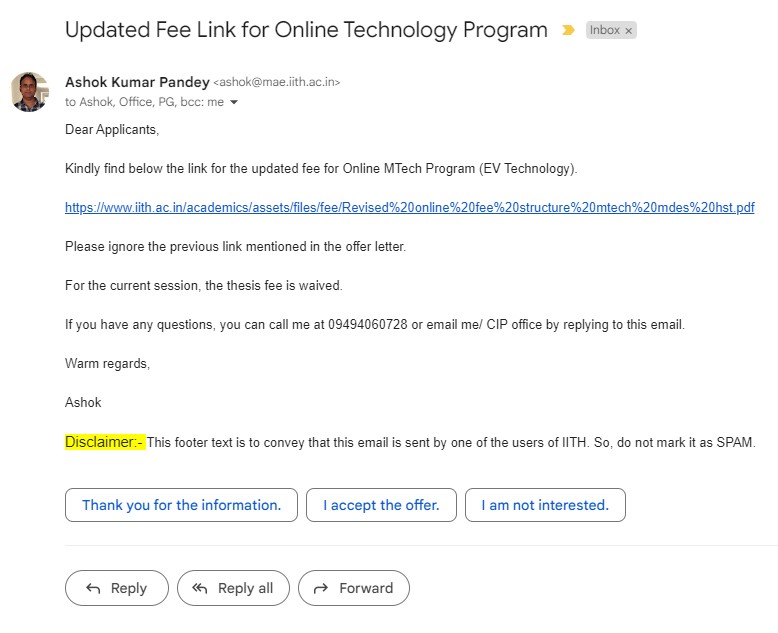 Updated Fee Link for Online Technology Program Inbox ×
Ashok Kumar Pandey <ashok@mae.iith.ac.in>
to Ashok, Office, PG, bcc: me
Dear Applicants,
Kindly find below the link for the updated fee for Online MTech Program (EV Technology).
https://www.iith.ac.in/academics/assets/files/fee/Revised%20online%20fee%20structure%20mtech%20mdes%20hst.pdf
Please ignore the previous link mentioned in the offer letter.
For the current session, the thesis fee is waived.
If you have any questions, you can call me at 09494060728 or email me/ CIP office by replying to this email.
Warm regards,
Ashok
Disclaimer:- This footer text is to convey that this email is sent by one of the users of IITH. So, do not mark it as SPAM.
Thank you for the information. I accept the offer. I am not interested.
Reply Reply all Forward